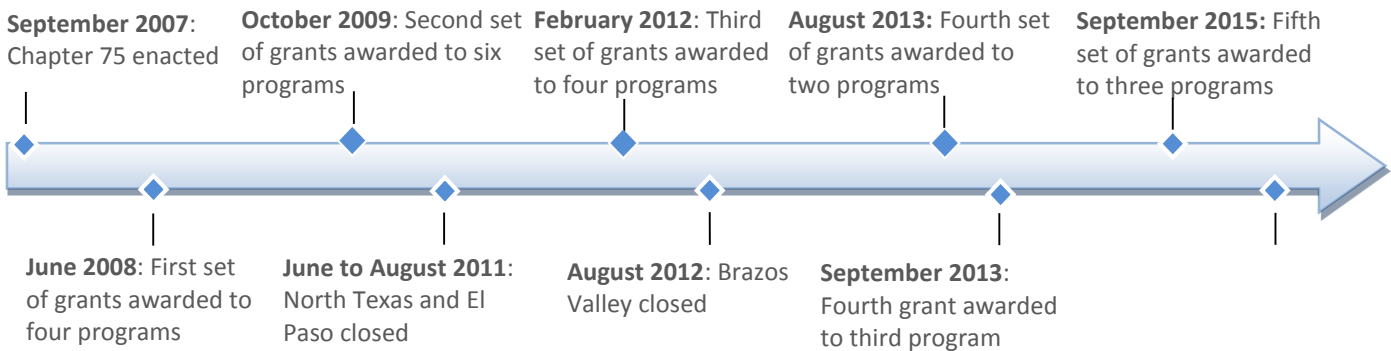 September 2007:
Chapter 75 enacted
October 2009: Second set
of grants awarded to six
programs
February 2012: Third
set of grants awarded
to four programs
August 2013: Fourth set
of grants awarded to
two programs
September 2015: Fifth
set of grants awarded
to three programs
June 2008: First set
of grants awarded to
four programs
June to August 2011:
North Texas and El
Paso closed
August 2012: Brazos
Valley closed
September 2013:
Fourth grant awarded
to third program